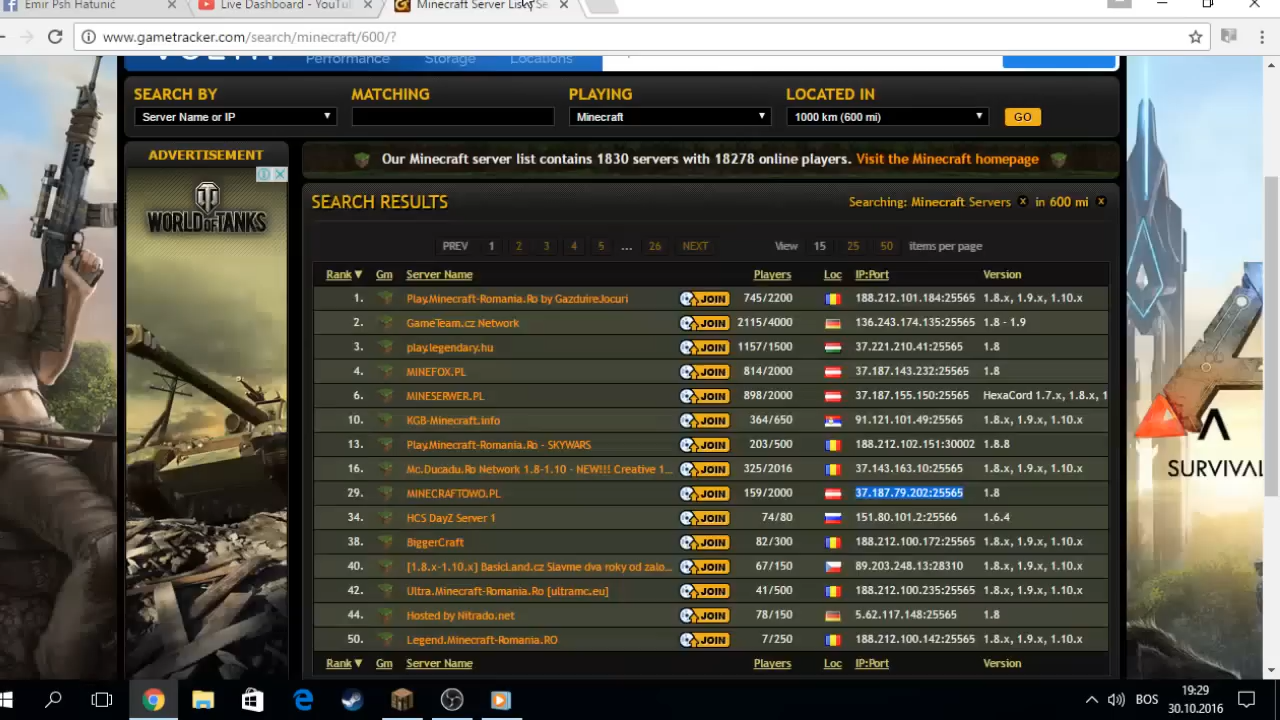 Emir Psh Hatunić
Live Dashboard - YouTu
Minecraft Server List
www.gametracker.com/search/minecraft/600/?
Performance Storage Locations
SEARCH BY MATCHING PLAYING LOCATED IN
Server Name or IP Minecraft 1000 km (600 mi) GO
ADVERTISEMENT
Our Minecraft server list contains 1830 servers with 18278 online players. Visit the Minecraft homepage
WORLD OF TANKS
SEARCH RESULTS
Searching: Minecraft Servers x in 600 mi x
PREV 1 2 3 4 5 ... 26 NEXT View 15 25 50 items per page
Rank Gm Server Name Players Loc IP:Port Version
1. Play.Minecraft-Romania.Ro by GazduireJocuri JOIN 745/2200 188.212.101.184:25565 1.8.x, 1.9.x, 1.10.x
2. GameTeam.cz Network JOIN 2115/4000 136.243.174.135:25565 1.8 - 1.9
3. play.legendary.hu JOIN 1157/1500 37.221.210.41:25565 1.8
4. MINEFOX.PL JOIN 814/2000 37.187.143.232:25565 1.8
6. MINESERWER.PL JOIN 898/2000 37.187.155.150:25565 HexaCord 1.7.x, 1.8.x, 1
10. KGB-Minecraft.info JOIN 364/650 91.121.101.49:25565 1.8.x, 1.9.x, 1.10.x
13. Play.Minecraft-Romania.Ro - SKYWARS JOIN 203/500 188.212.102.151:30002 1.8.8
16. Mc.Ducadu.Ro Network 1.8-1.10 - NEW!!! Creative 1... JOIN 325/2016 37.143.163.10:25565 1.8.x, 1.9.x, 1.10.x
29. MINECRAFTOWO.PL JOIN 159/2000 37.187.79.202:25565 1.8
34. HCS DayZ Server 1 JOIN 74/80 151.80.101.2:25566 1.6.4
38. BiggerCraft JOIN 82/300 188.212.100.172:25565 1.8.x, 1.9.x, 1.10.x
40. [1.8.x-1.10.x] BasicLand.cz Slavme dva roky od zalo... JOIN 67/150 89.203.248.13:28310 1.8.x, 1.9.x, 1.10.x
42. Ultra.Minecraft-Romania.Ro [ultramc.eu] JOIN 41/500 188.212.100.235:25565 1.8.x, 1.9.x, 1.10.x
44. Hosted by Nitrado.net JOIN 78/150 5.62.117.148:25565 1.8
50. Legend.Minecraft-Romania.RO JOIN 7/250 188.212.100.142:25565 1.8.x, 1.9.x, 1.10.x
Rank Gm Server Name Players Loc IP:Port Version
SURVIVAL
BOS
19:29
30.10.2016